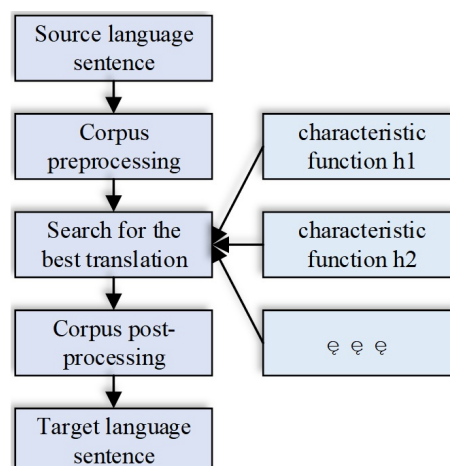 Source language
sentence
Corpus
preprocessing
Search for the
best translation
Corpus post-
processing
Target language
sentence
characteristic
function h1
characteristic
function h2
ę ę ę